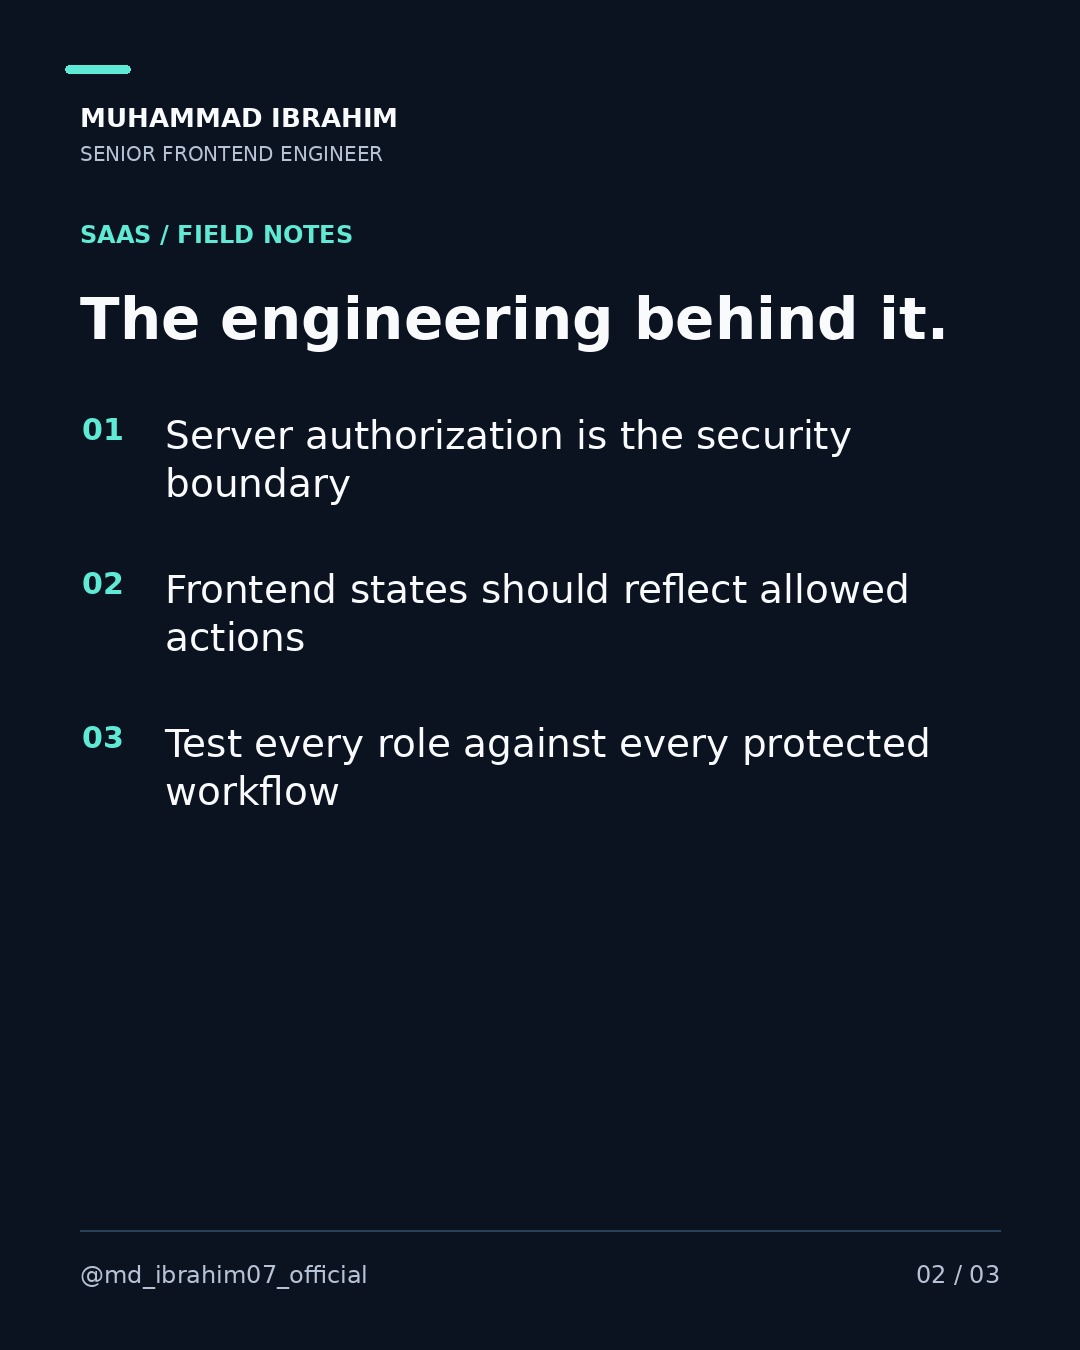 MUHAMMAD IBRAHIM
SENIOR FRONTEND ENGINEER
SAAS / FIELD NOTES
The engineering behind it.
01 Server authorization is the security
boundary
02 Frontend states should reflect allowed
actions
03 Test every role against every protected
workflow
@md_ibrahim07_official 02 / 03